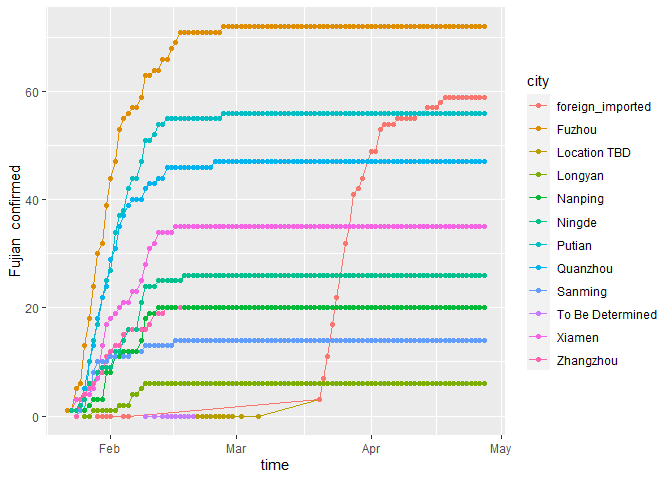 60
40
20
0
Fujian confirmed
Feb
Mar
Apr
May
time
city
foreign_imported
Fuzhou
Location TBD
Longyan
Nanping
Ningde
Putian
Quanzhou
Sanming
To Be Determined
Xiamen
Zhangzhou